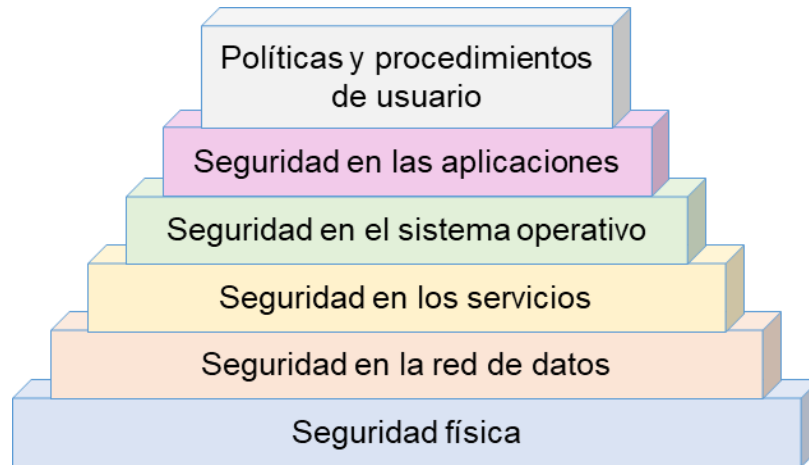 Políticas y procedimientos
de usuario
Seguridad en las aplicaciones
Seguridad en el sistema operativo
Seguridad en los servicios
Seguridad en la red de datos
Seguridad física